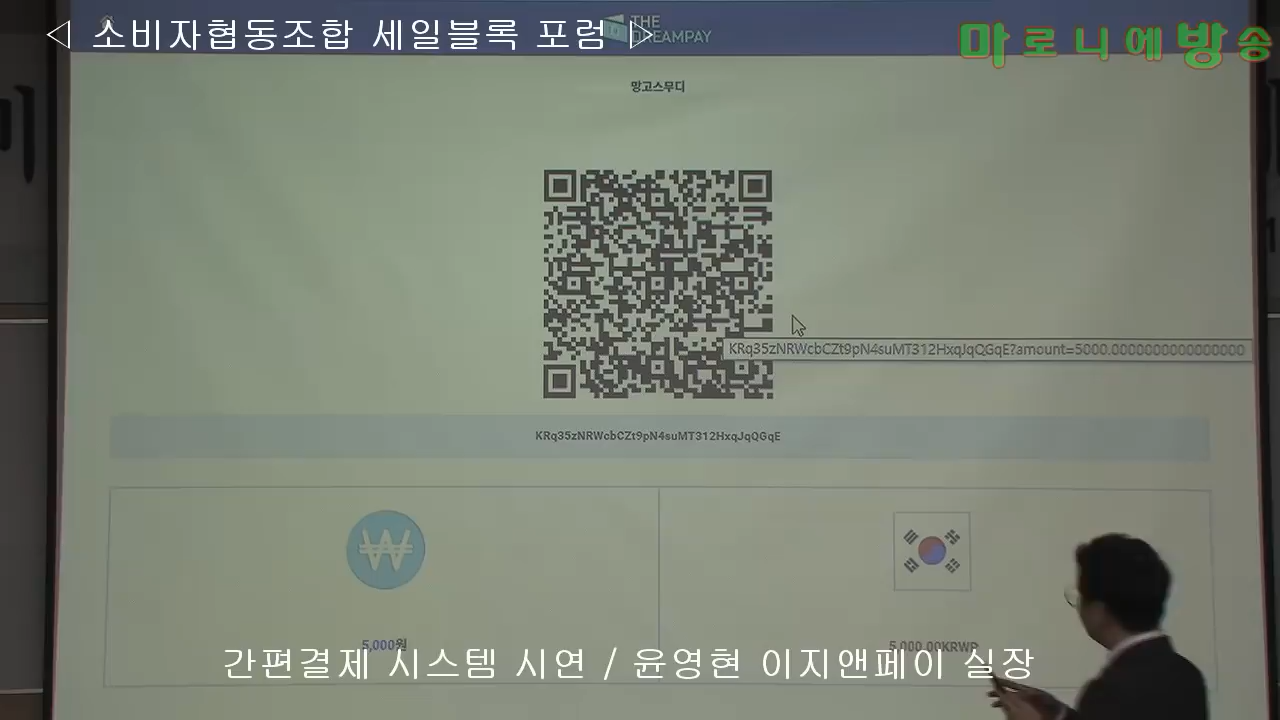 ◁ 소비자협동조합 세일블록 포럼 ▷
THE
DREAMPAY
마로니에방송
망고스무디
KRq35zNRWcbCZt9pN4suMT312HxqJqQGqE?amount=5000.0000000000000000
KRq35zNRWcbCZt9pN4suMT312HxqJqQGqE
5,000원
5,000.00KRWP
간편결제 시스템 시연 / 윤영현 이지앤페이 실장